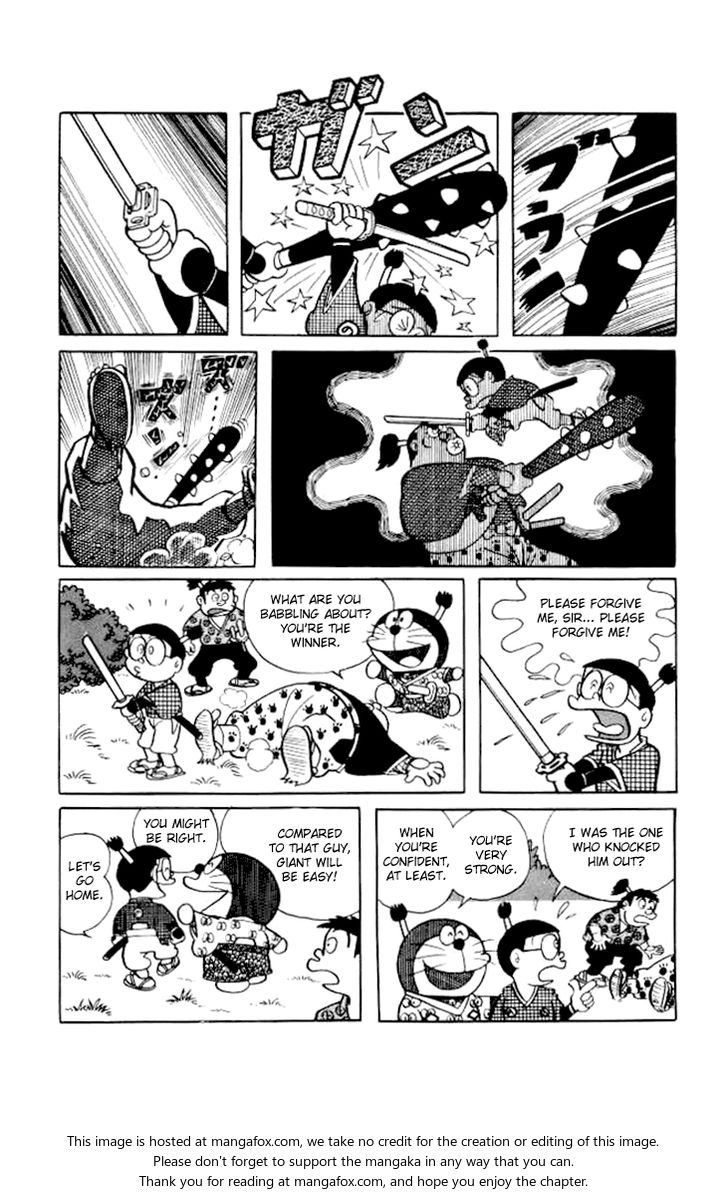 ガン
ズ
ズン
PLEASE FORGIVE
ME, SIR... PLEASE
FORGIVE ME!
WHAT ARE YOU
BABBLING ABOUT?
YOU'RE THE
WINNER.
I WAS THE ONE
WHO KNOCKED
HIM OUT?
YOU'RE
VERY
STRONG.
WHEN
YOU'RE
CONFIDENT,
AT LEAST.
COMPARED
TO THAT GUY,
GIANT WILL
BE EASY!
YOU MIGHT
BE RIGHT.
LET'S
GO
HOME.
This image is hosted at mangafox.com, we take no credit for the creation or editing of this image.
Please don't forget to support the mangaka in any way that you can.
Thank you for reading at mangafox.com, and hope you enjoy the chapter.